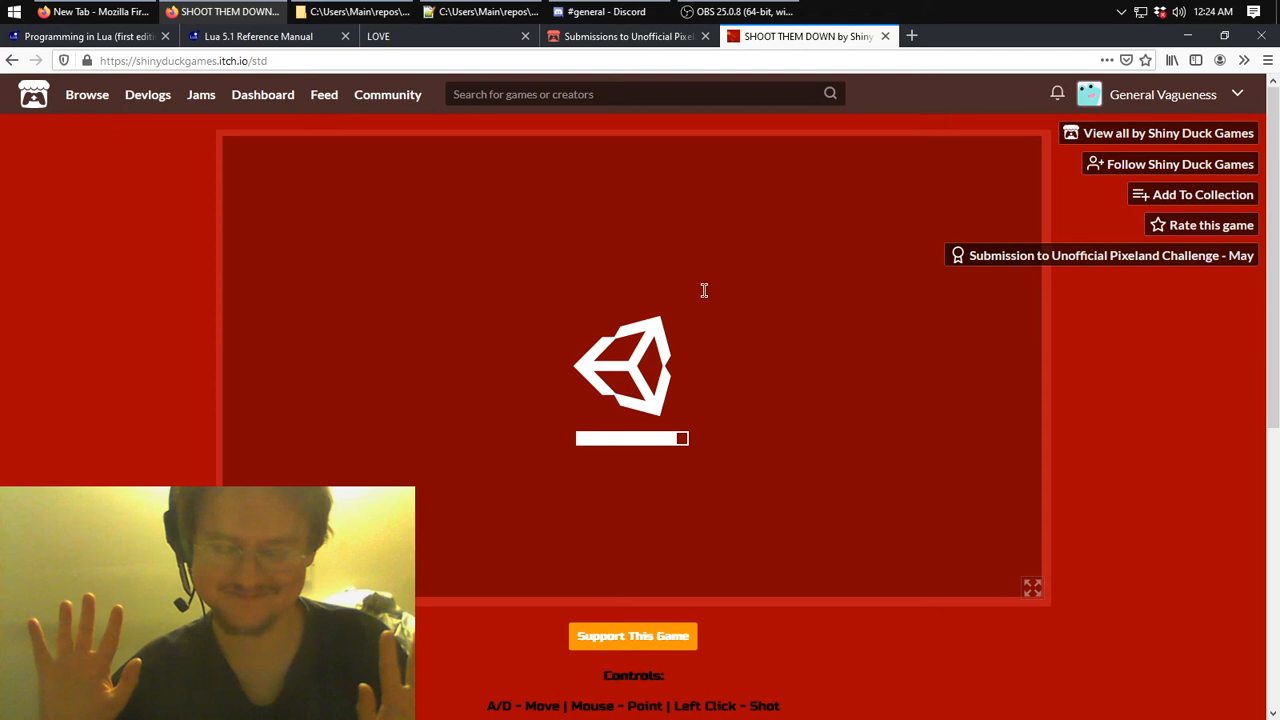 New Tab - Mozilla Fir...
SHOOT THEM DOWN...
C:\Users\Main\repos\...
C:\Users\Main\repos\...
#general - Discord
OBS 25.0.8 (64-bit, wi...
12:24 AM
Programming in Lua (first editi
Lua 5.1 Reference Manual
LOVE
Submissions to Unofficial Pixel
SHOOT THEM DOWN by Shiny
https://shinyduckgames.itch.io/std
Browse
Devlogs
Jams
Dashboard
Feed
Community
Search for games or creators
General Vagueness
View all by Shiny Duck Games
Follow Shiny Duck Games
Add To Collection
Rate this game
Submission to Unofficial Pixeland Challenge - May
Support This Game
Controls:
A/D - Move | Mouse - Point | Left Click - Shot